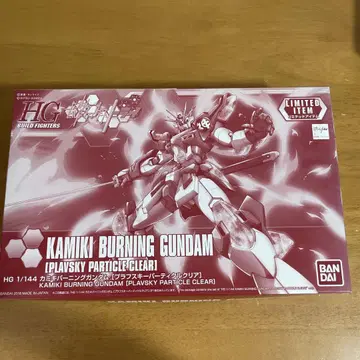 HG
BUILD FIGHTERS
LIMITED
ITEM
KAMIKI BURNING GUNDAM
[PLAVSKY PARTICLE CLEAR]
HG 1/144 カミキバーニングガンダム [プラフスキーパーティクルクリア]
KAMIKI BURNING GUNDAM [PLAVSKY PARTICLE CLEAR]
BAN
DAI